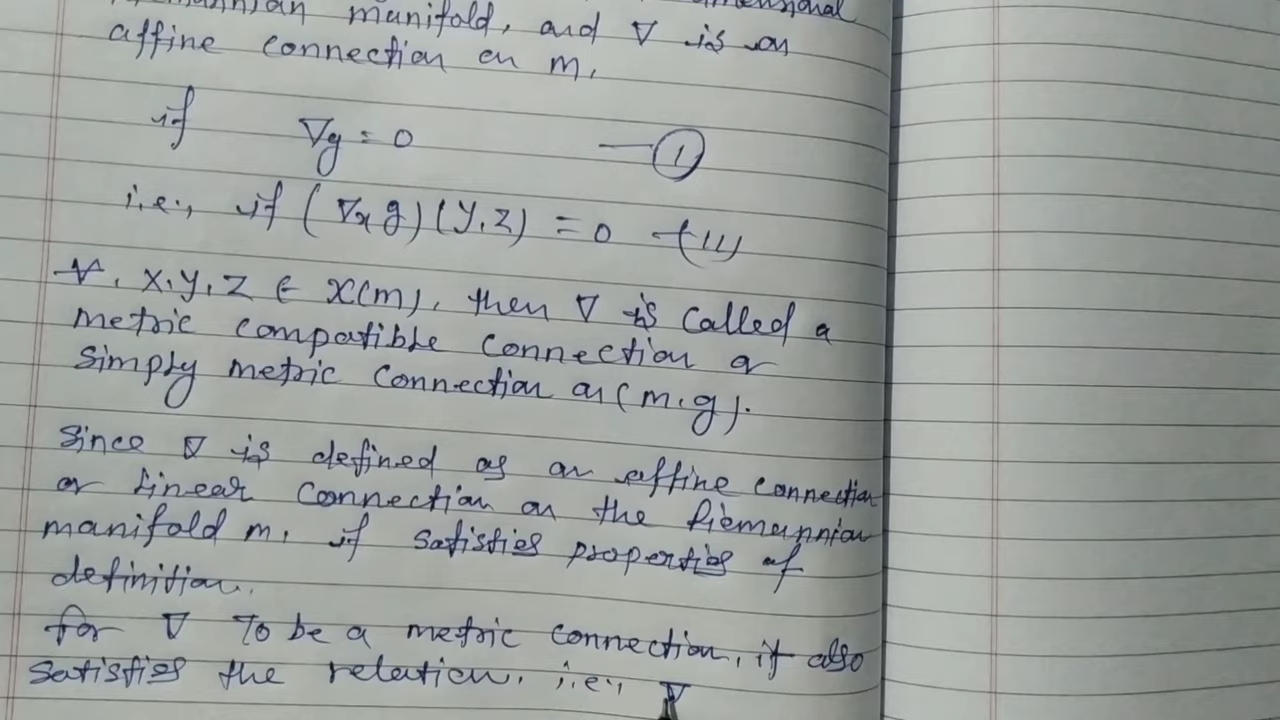 manifold, and ∇ is an
affine connection on m,
if ∇g = 0 — ①
i.e., if (∇x g)(Y,Z) = 0 —(11)
∀, X,Y,Z ∈ X(m), then ∇ is called a
metric compatible connection or
simply metric connection on (m,g).
Since ∇ is defined as an affine connection
or linear connection on the Riemannian
manifold m, it satisfies properties of
definition.
for ∇ To be a metric connection, it also
satisfies the relation, i.e., ∇